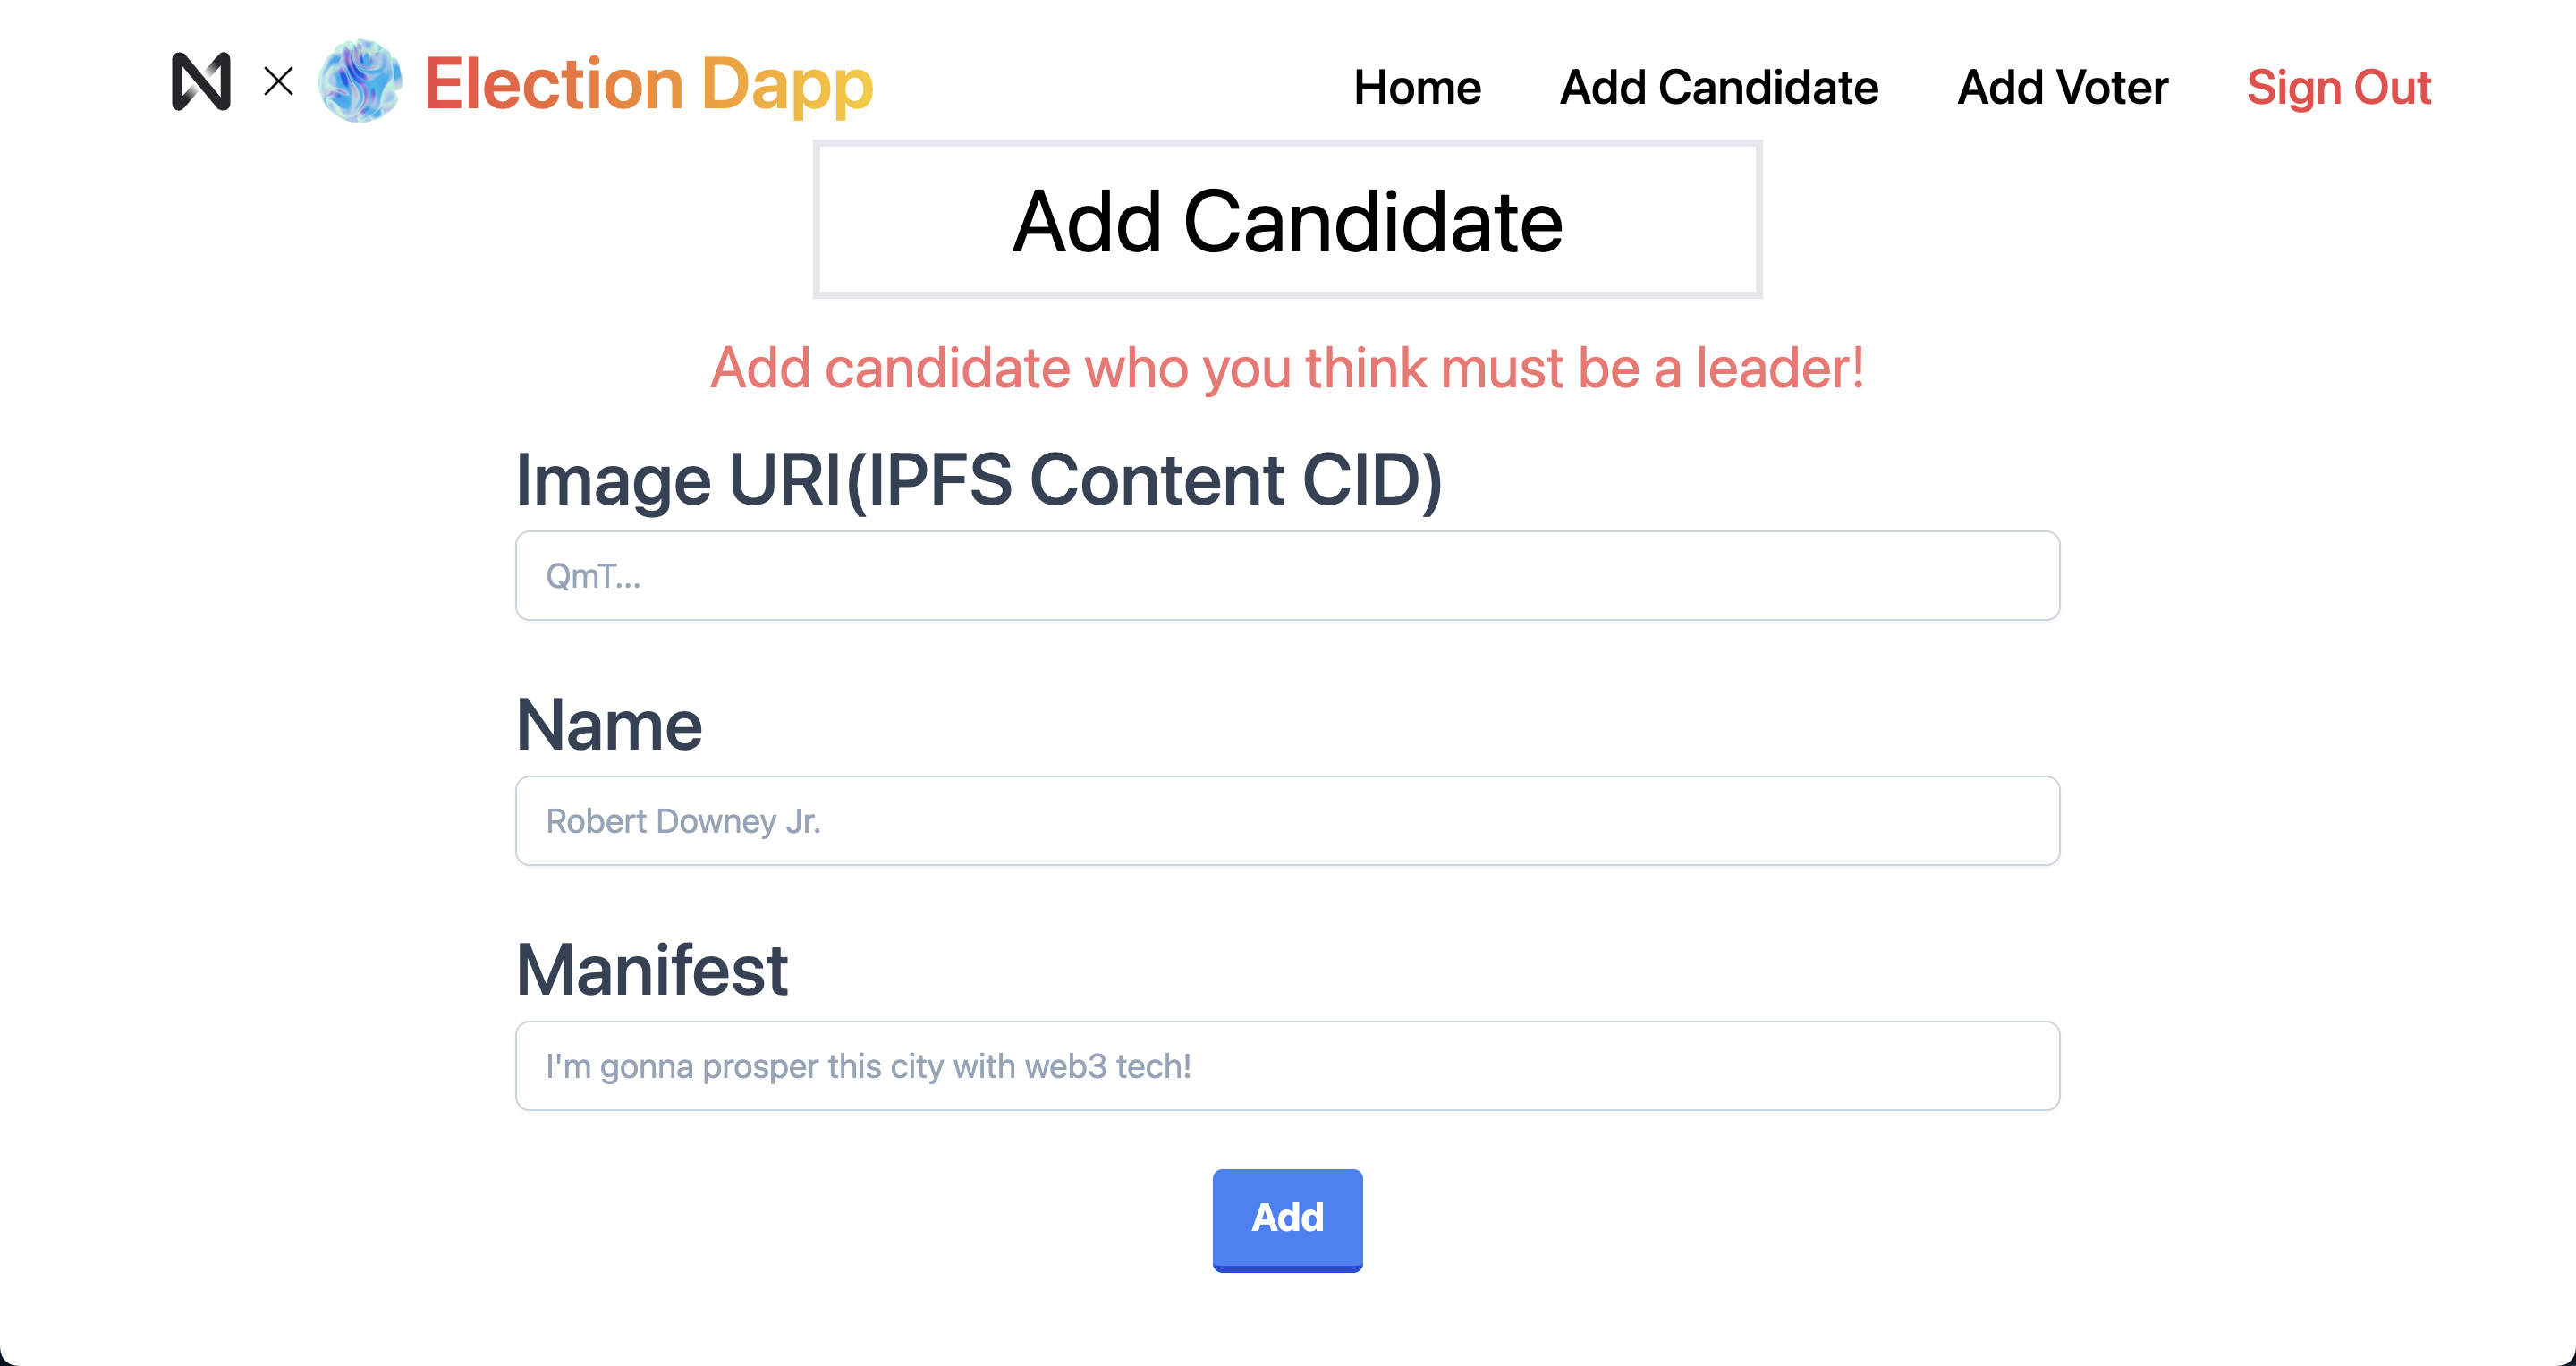 Election Dapp
Home Add Candidate Add Voter Sign Out
Add Candidate
Add candidate who you think must be a leader!
Image URI(IPFS Content CID)
QmT...
Name
Robert Downey Jr.
Manifest
I'm gonna prosper this city with web3 tech!
Add